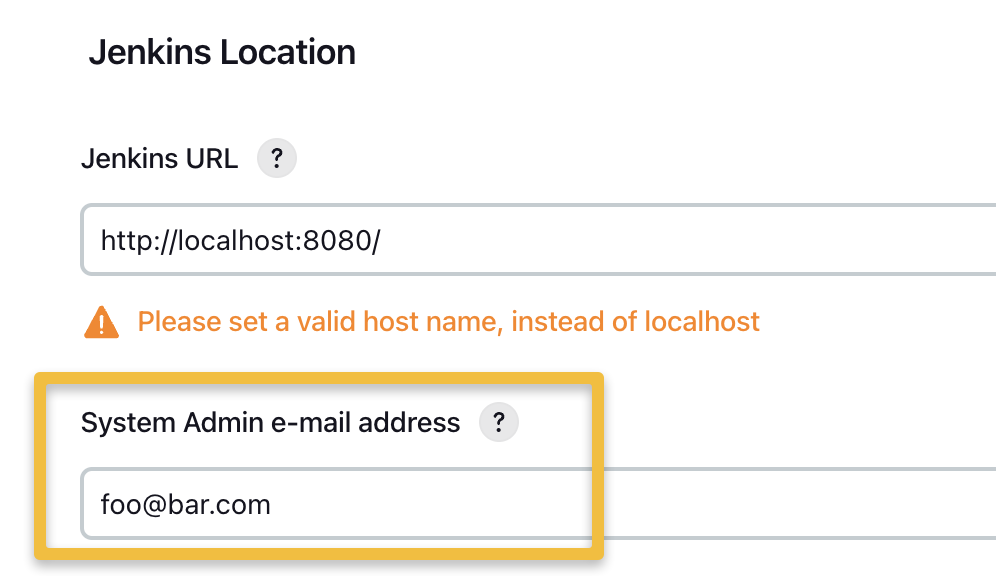 Jenkins Location
Jenkins URL ?
http://localhost:8080/
Please set a valid host name, instead of localhost
System Admin e-mail address ?
foo@bar.com